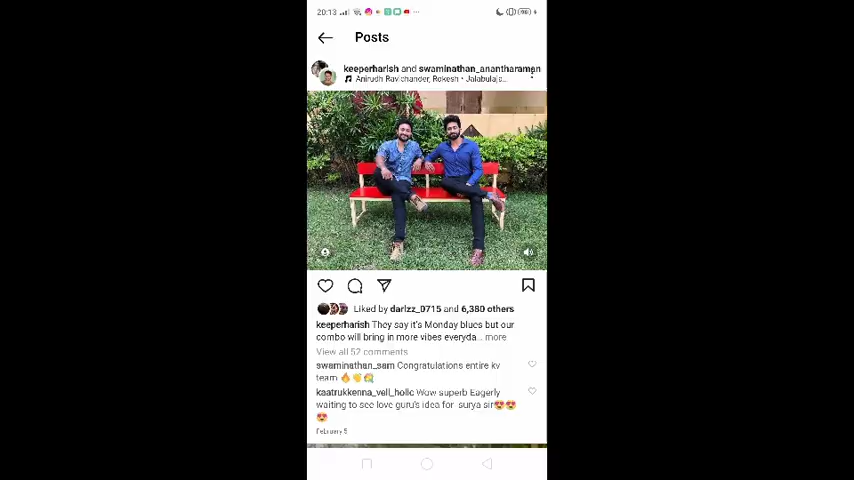 20:13
Posts
keeperharish and swaminathan_anantharaman
Anirudh Ravichander, Rokesh • Jalabulaja...
Liked by darlzz_0715 and 6,380 others
keeperharish They say it's Monday blues but our
combo will bring in more vibes everyda... more
View all 52 comments
swaminathan_sam Congratulations entire kv
team 🔥👏💐
kaatrukkenna_veli_holic Wow superb Eagerly
waiting to see love guru's idea for surya sir😍😍
😍
February 5